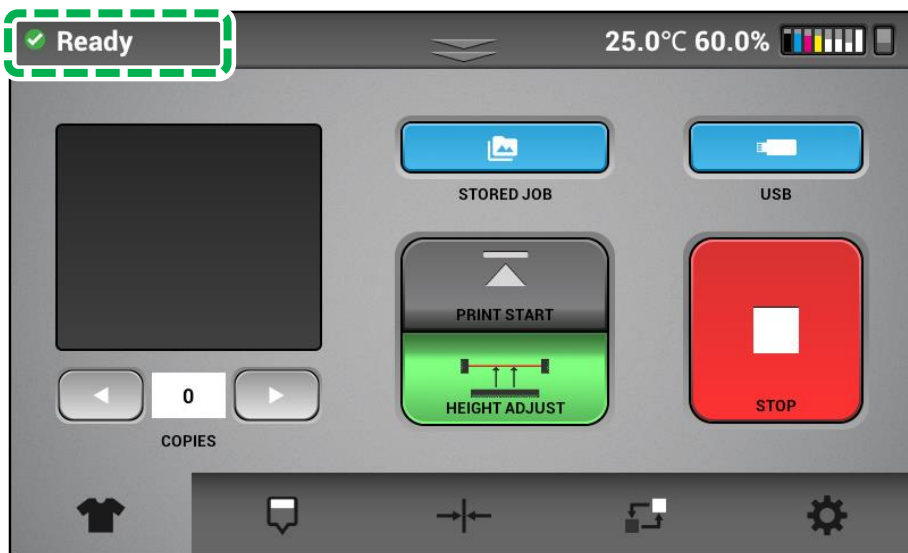 Ready
25.0°C 60.0%
STORED JOB
USB
PRINT START
HEIGHT ADJUST
STOP
0
COPIES